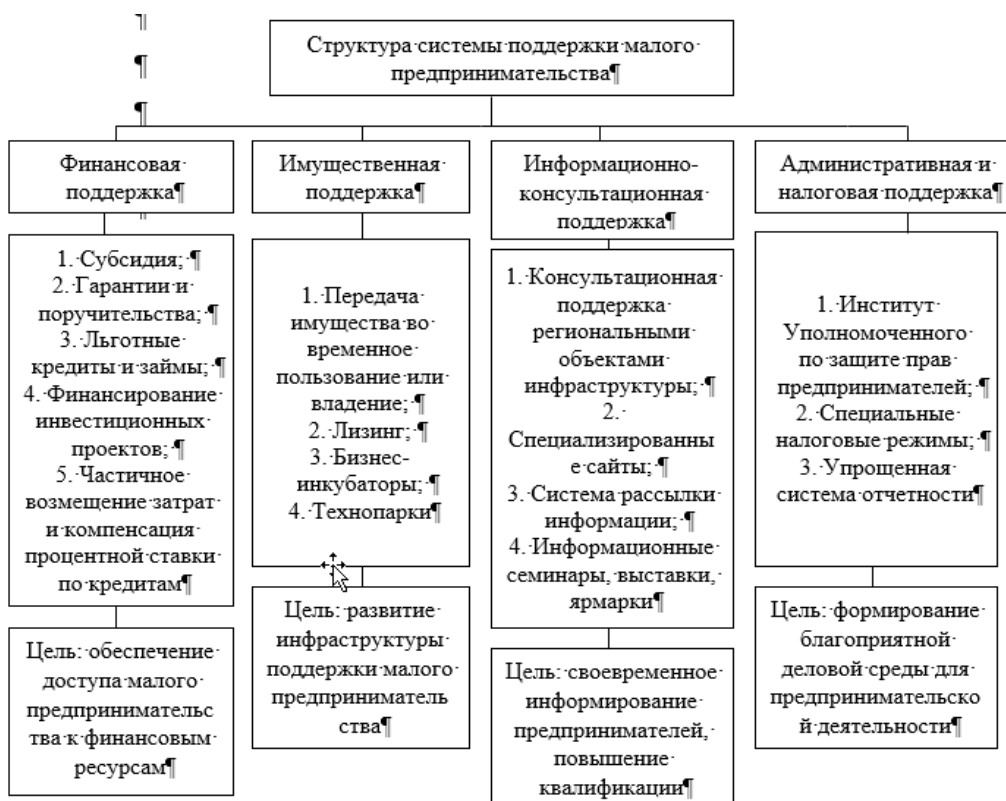 Структура системы поддержки малого
предпринимательства¶
Финансовая
поддержка¶
1. Субсидия; ¶
2. Гарантии и
поручительства; ¶
3. Льготные
кредиты и займы; ¶
4. Финансирование
инвестиционных
проектов; ¶
5. Частичное
возмещение затрат
и компенсация
процентной ставки
по кредитам¶
Цель: обеспечение
доступа малого
предпринимательс
тва к финансовым
ресурсам¶
Имущественная
поддержка¶
1. Передача
имущества во
временное
пользование или
владение; ¶
2. Лизинг; ¶
3. Бизнес-
инкубаторы; ¶
4. Технопарки¶
Цель: развитие
инфраструктуры
поддержки малого
предприниматель
ства¶
Информационно-
консультационная
поддержка¶
1. Консультационная
поддержка
региональными
объектами
инфраструктуры; ¶
2.
Специализированны
е сайты; ¶
3. Система рассылки
информации; ¶
4. Информационные
семинары, выставки,
ярмарки¶
Цель: своевременное
информирование
предпринимателей,
повышение
квалификации¶
Административная и
налоговая поддержка¶
1. Институт
Уполномоченного
по защите прав
предпринимателей; ¶
2. Специальные
налоговые режимы; ¶
3. Упрощенная
система отчетности¶
Цель: формирование
благоприятной
деловой среды для
предпринимательско
й деятельности¶